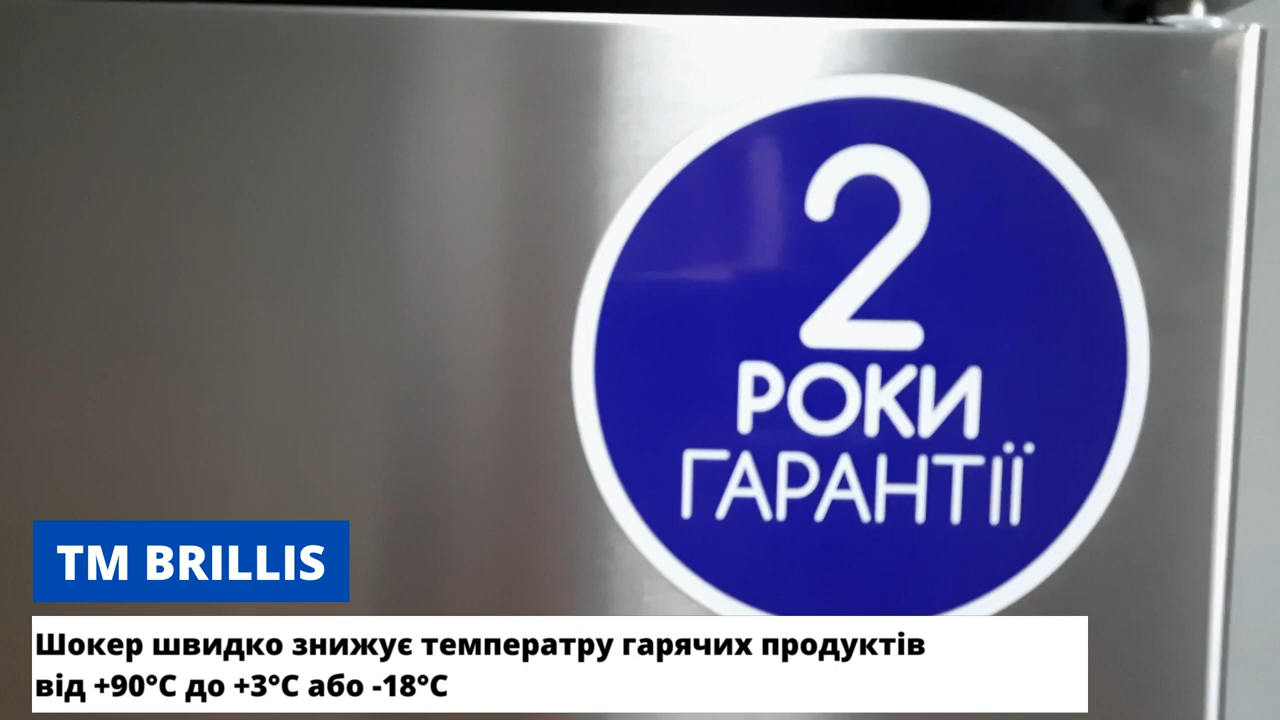 2
РОКИ
ГАРАНТІЇ
TM BRILLIS
Шокер швидко знижує температру гарячих продуктів
від +90°C до +3°C або -18°C